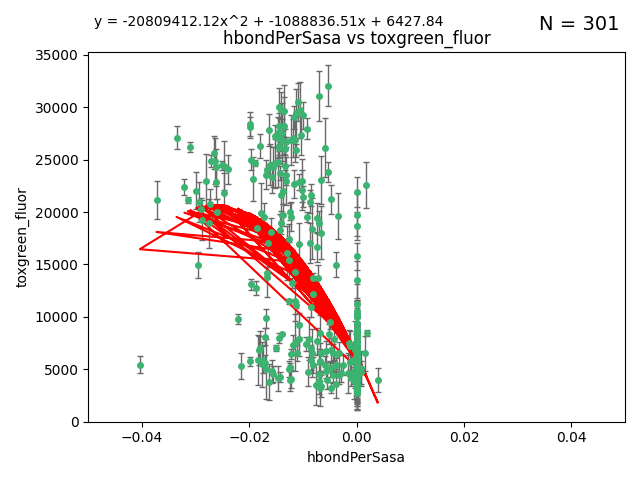 y = -20809412.12x^2 + -1088836.51x + 6427.84
N = 301
hbondPerSasa vs toxgreen_fluor
35000
30000
25000
20000
15000
10000
5000
0
toxgreen_fluor
−0.04
−0.02
0.00
0.02
0.04
hbondPerSasa